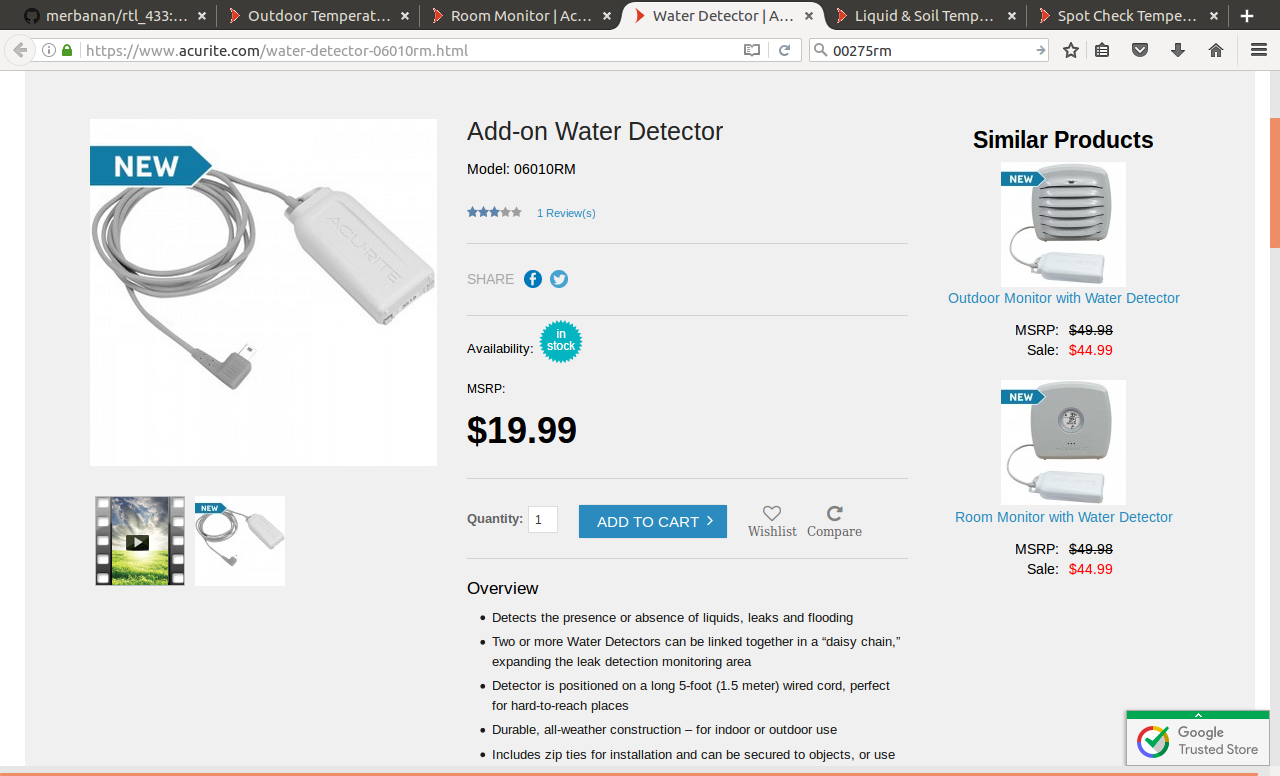 merbanan/rtl_433:...
Outdoor Temperat...
Room Monitor | Ac...
Water Detector | A...
Liquid & Soil Temp...
Spot Check Tempe...
https://www.acurite.com/water-detector-06010rm.html
00275rm
NEW
ACURITE
Add-on Water Detector
Model: 06010RM
1 Review(s)
SHARE
Availability: in stock
MSRP:
$19.99
Quantity: 1
ADD TO CART
Wishlist
Compare
Overview
• Detects the presence or absence of liquids, leaks and flooding
• Two or more Water Detectors can be linked together in a “daisy chain,”
expanding the leak detection monitoring area
• Detector is positioned on a long 5-foot (1.5 meter) wired cord, perfect
for hard-to-reach places
• Durable, all-weather construction – for indoor or outdoor use
• Includes zip ties for installation and can be secured to objects, or use
NEW
Similar Products
NEW
Outdoor Monitor with Water Detector
MSRP: $49.98
Sale: $44.99
NEW
Room Monitor with Water Detector
MSRP: $49.98
Sale: $44.99
Google
Trusted Store